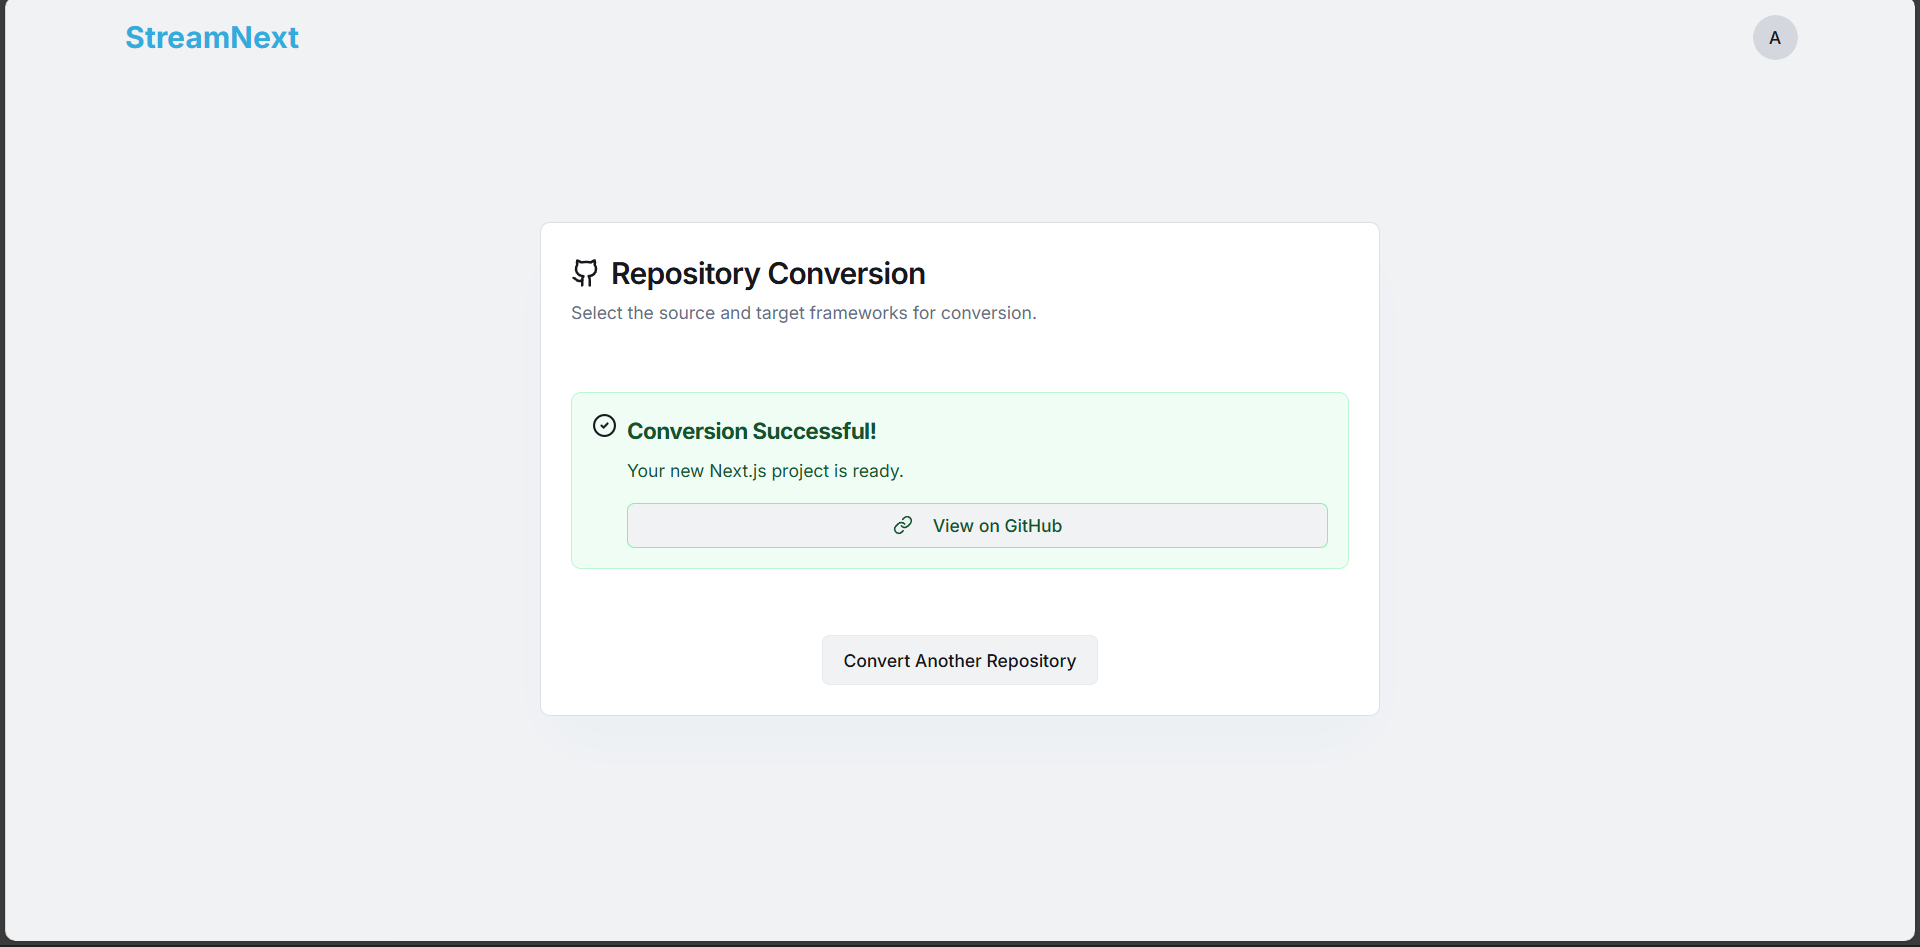 StreamNext
A
Repository Conversion
Select the source and target frameworks for conversion.
Conversion Successful!
Your new Next.js project is ready.
View on GitHub
Convert Another Repository